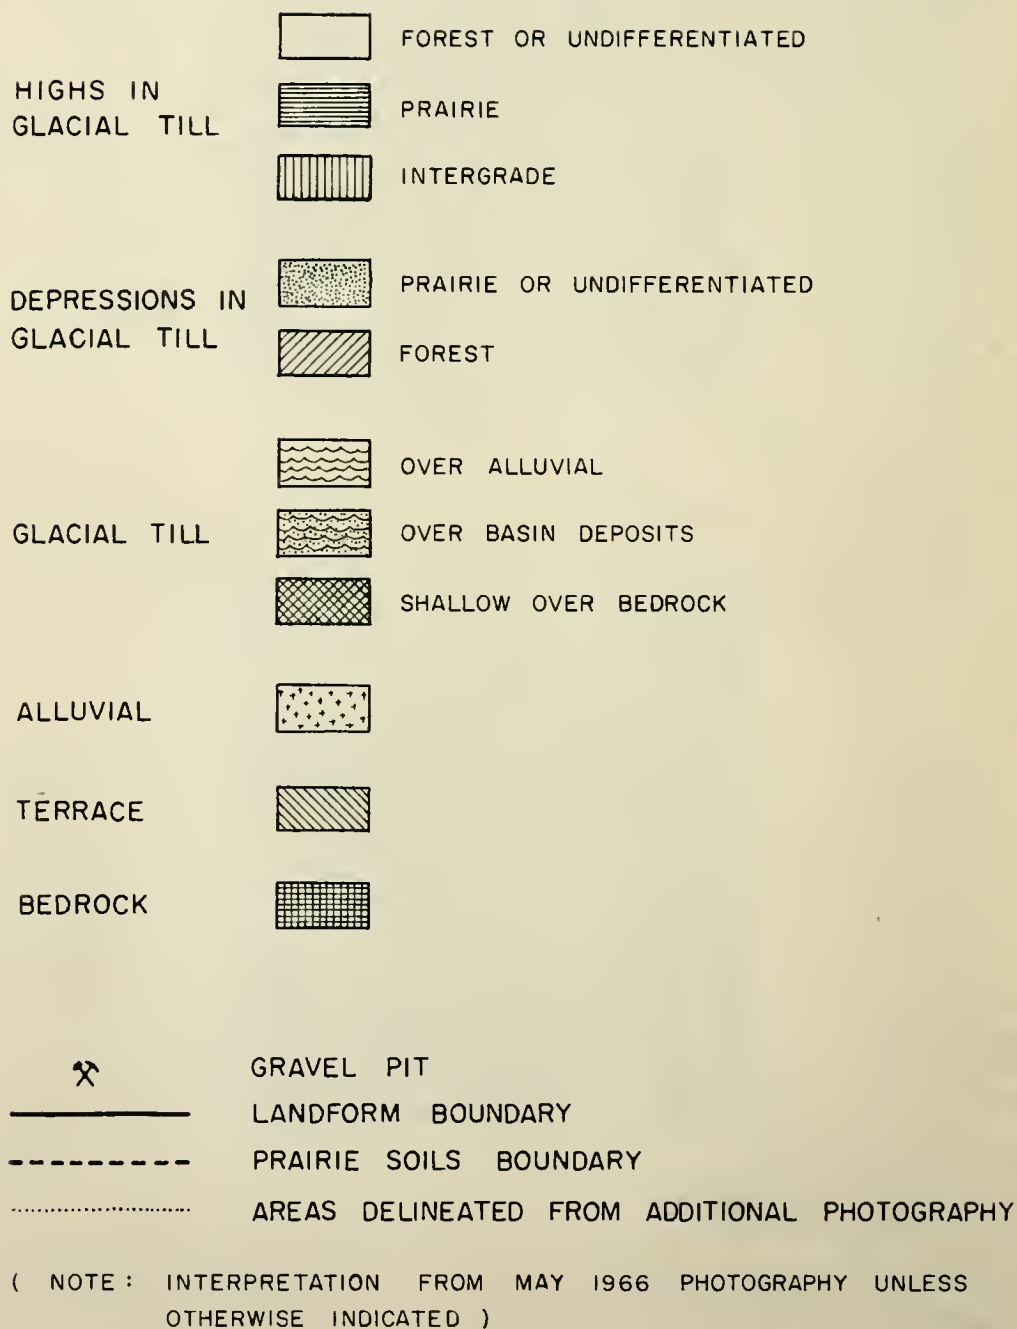 FOREST OR UNDIFFERENTIATED
HIGHS IN
GLACIAL TILL
PRAIRIE
INTERGRADE
DEPRESSIONS IN
GLACIAL TILL
PRAIRIE OR UNDIFFERENTIATED
FOREST
GLACIAL TILL
OVER ALLUVIAL
OVER BASIN DEPOSITS
SHALLOW OVER BEDROCK
ALLUVIAL
TERRACE
BEDROCK
GRAVEL PIT
LANDFORM BOUNDARY
PRAIRIE SOILS BOUNDARY
AREAS DELINEATED FROM ADDITIONAL PHOTOGRAPHY
( NOTE : INTERPRETATION FROM MAY 1966 PHOTOGRAPHY UNLESS
OTHERWISE INDICATED )